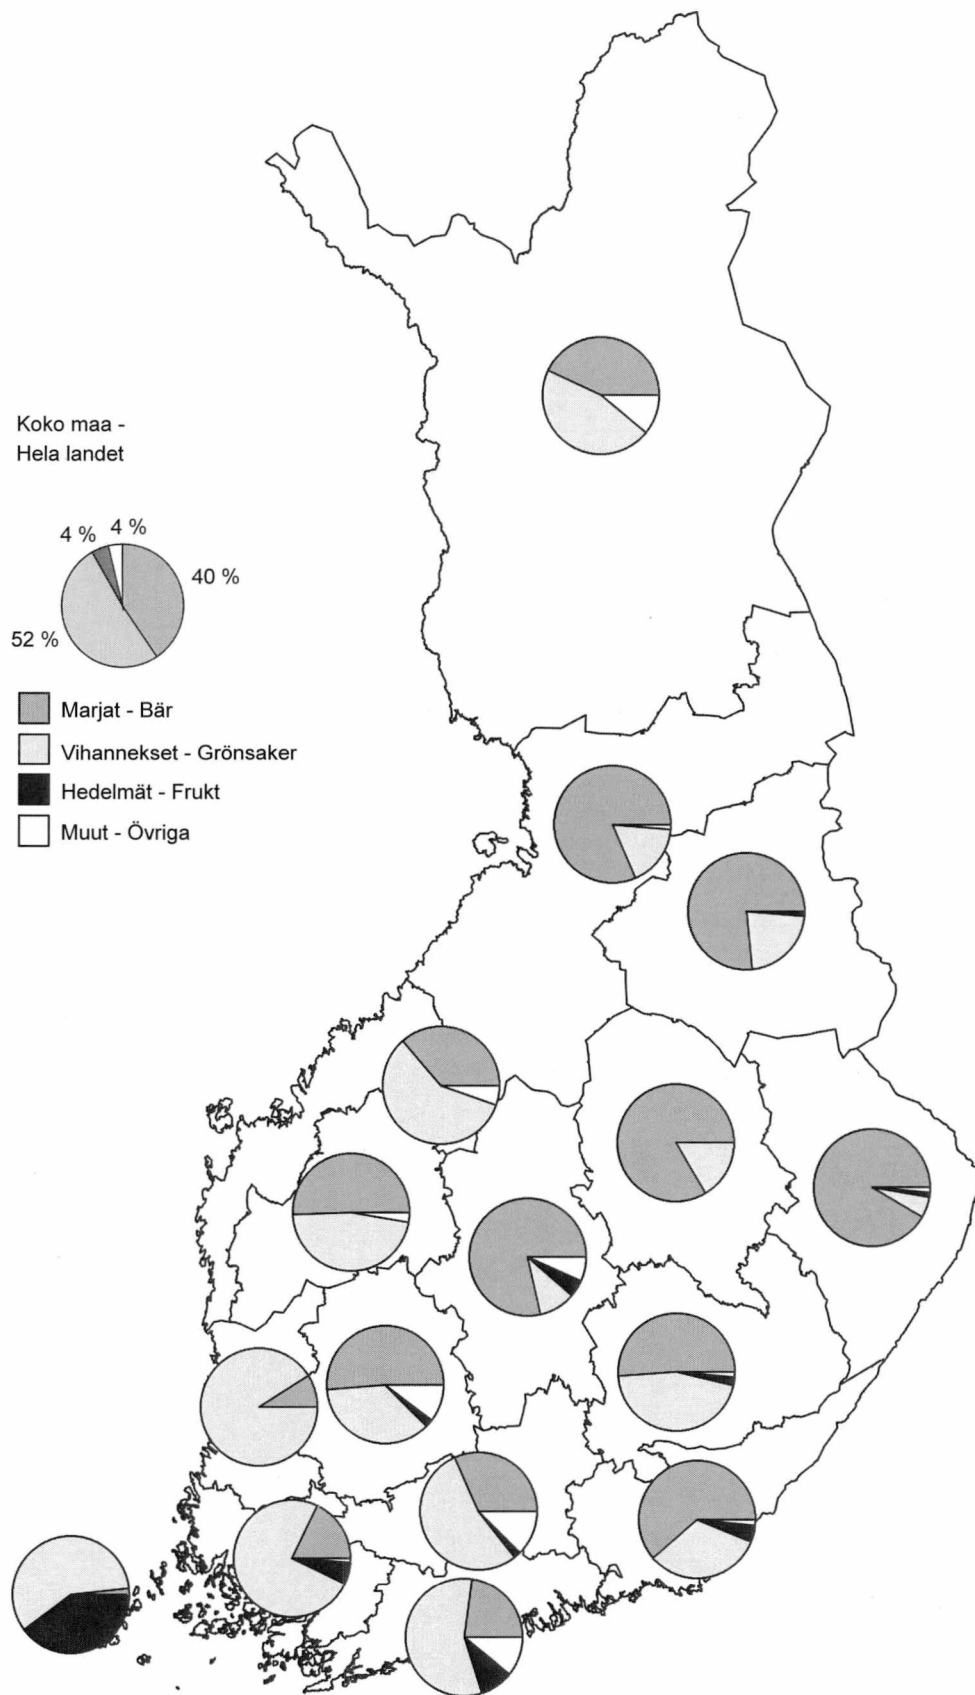 Koko maa -
Hela landet
4 % 4 %
40 %
52 %
Marjat - Bär
Vihannekset - Grönsaker
Hedelmät - Frukt
Muut - Övriga